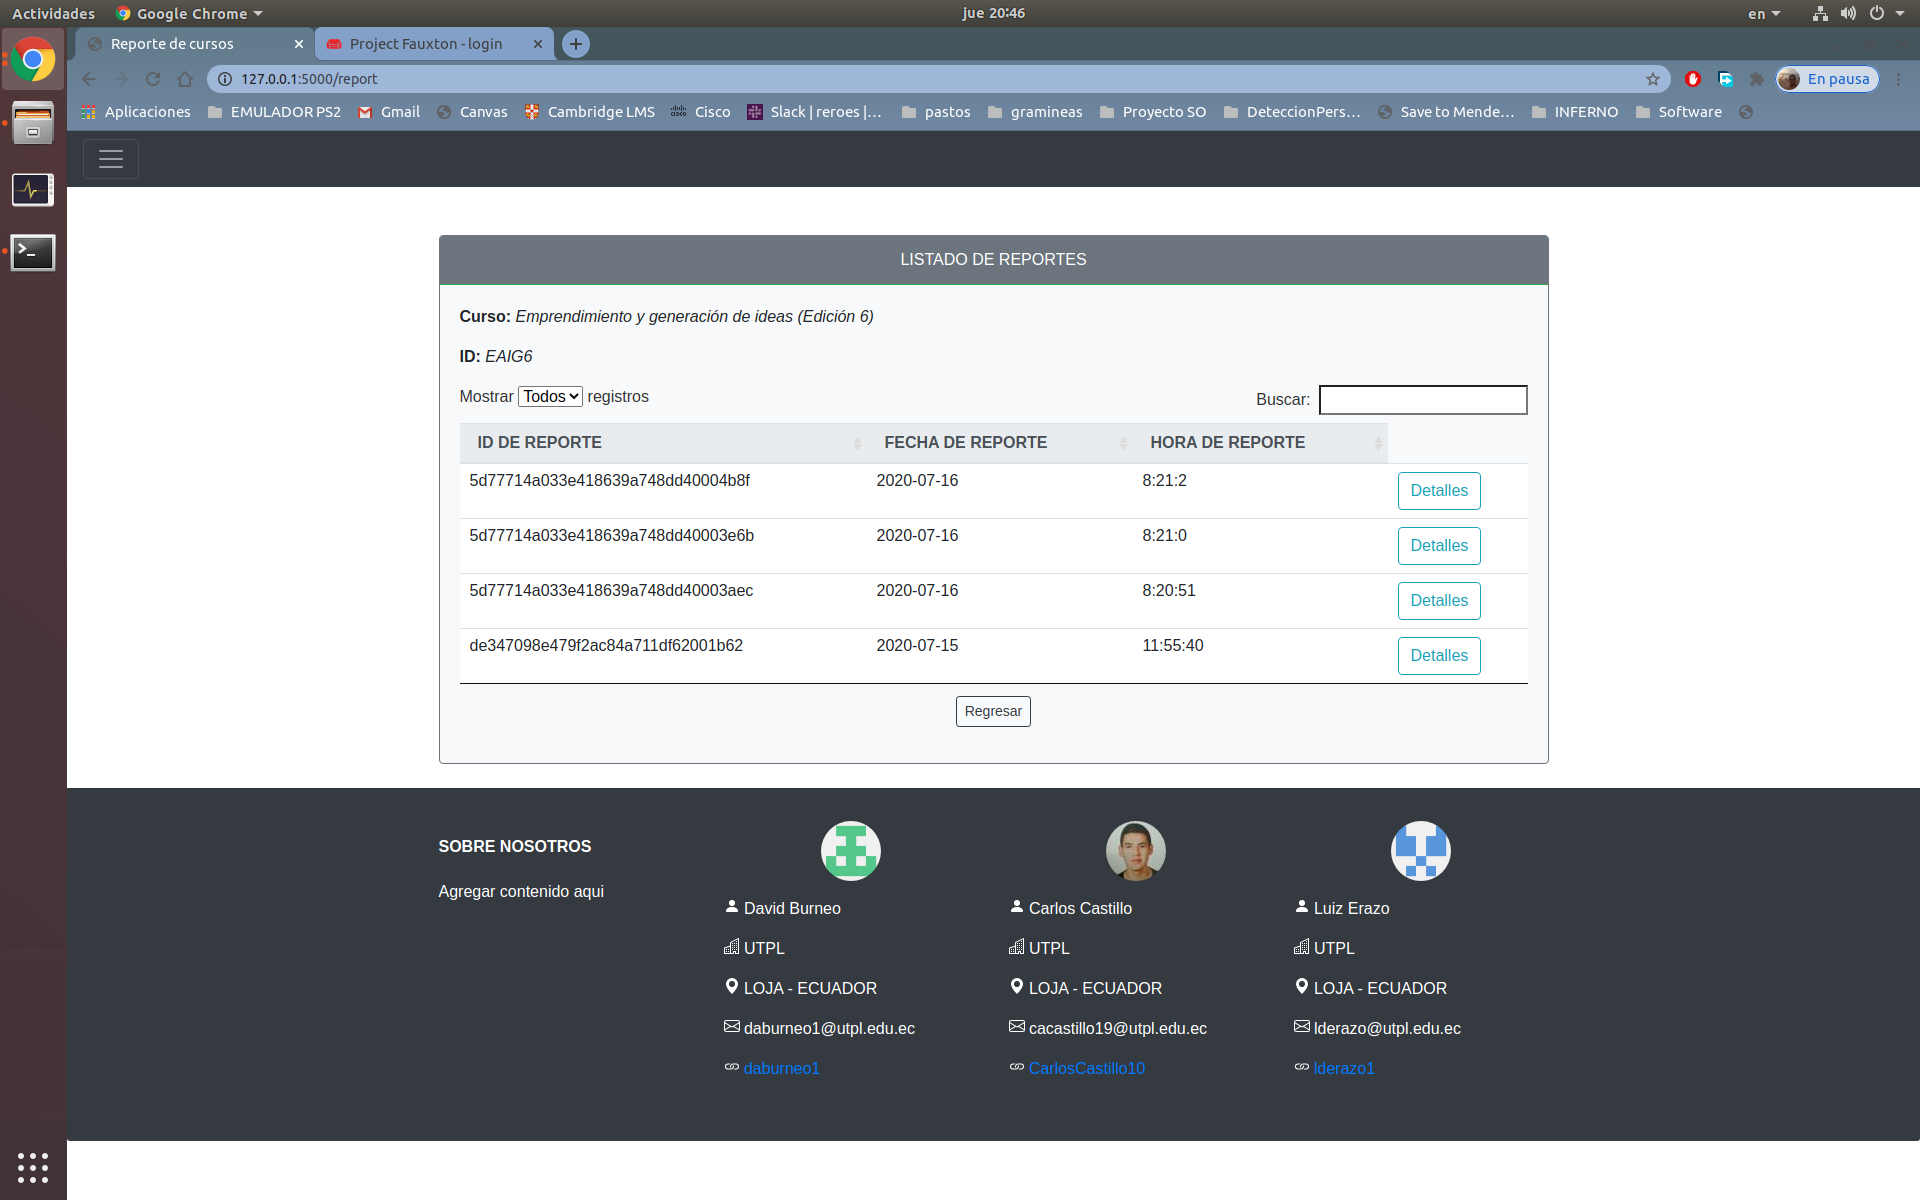 Actividades Google Chrome jue 20:46 en
Reporte de cursos Project Fauxton - login
127.0.0.1:5000/report En pausa
Aplicaciones EMULADOR PS2 Gmail Canvas Cambridge LMS Cisco Slack | reroes |... pastos gramineas Proyecto SO DeteccionPers... Save to Mende... INFERNO Software
LISTADO DE REPORTES
Curso: Emprendimiento y generación de ideas (Edición 6)
ID: EAIG6
Mostrar Todos registros Buscar:
ID DE REPORTE FECHA DE REPORTE HORA DE REPORTE
5d77714a033e418639a748dd40004b8f 2020-07-16 8:21:2 Detalles
5d77714a033e418639a748dd40003e6b 2020-07-16 8:21:0 Detalles
5d77714a033e418639a748dd40003aec 2020-07-16 8:20:51 Detalles
de347098e479f2ac84a711df62001b62 2020-07-15 11:55:40 Detalles
Regresar
SOBRE NOSOTROS
Agregar contenido aqui
David Burneo
UTPL
LOJA - ECUADOR
daburneo1@utpl.edu.ec
daburneo1
Carlos Castillo
UTPL
LOJA - ECUADOR
cacastillo19@utpl.edu.ec
CarlosCastillo10
Luiz Erazo
UTPL
LOJA - ECUADOR
lderazo@utpl.edu.ec
lderazo1